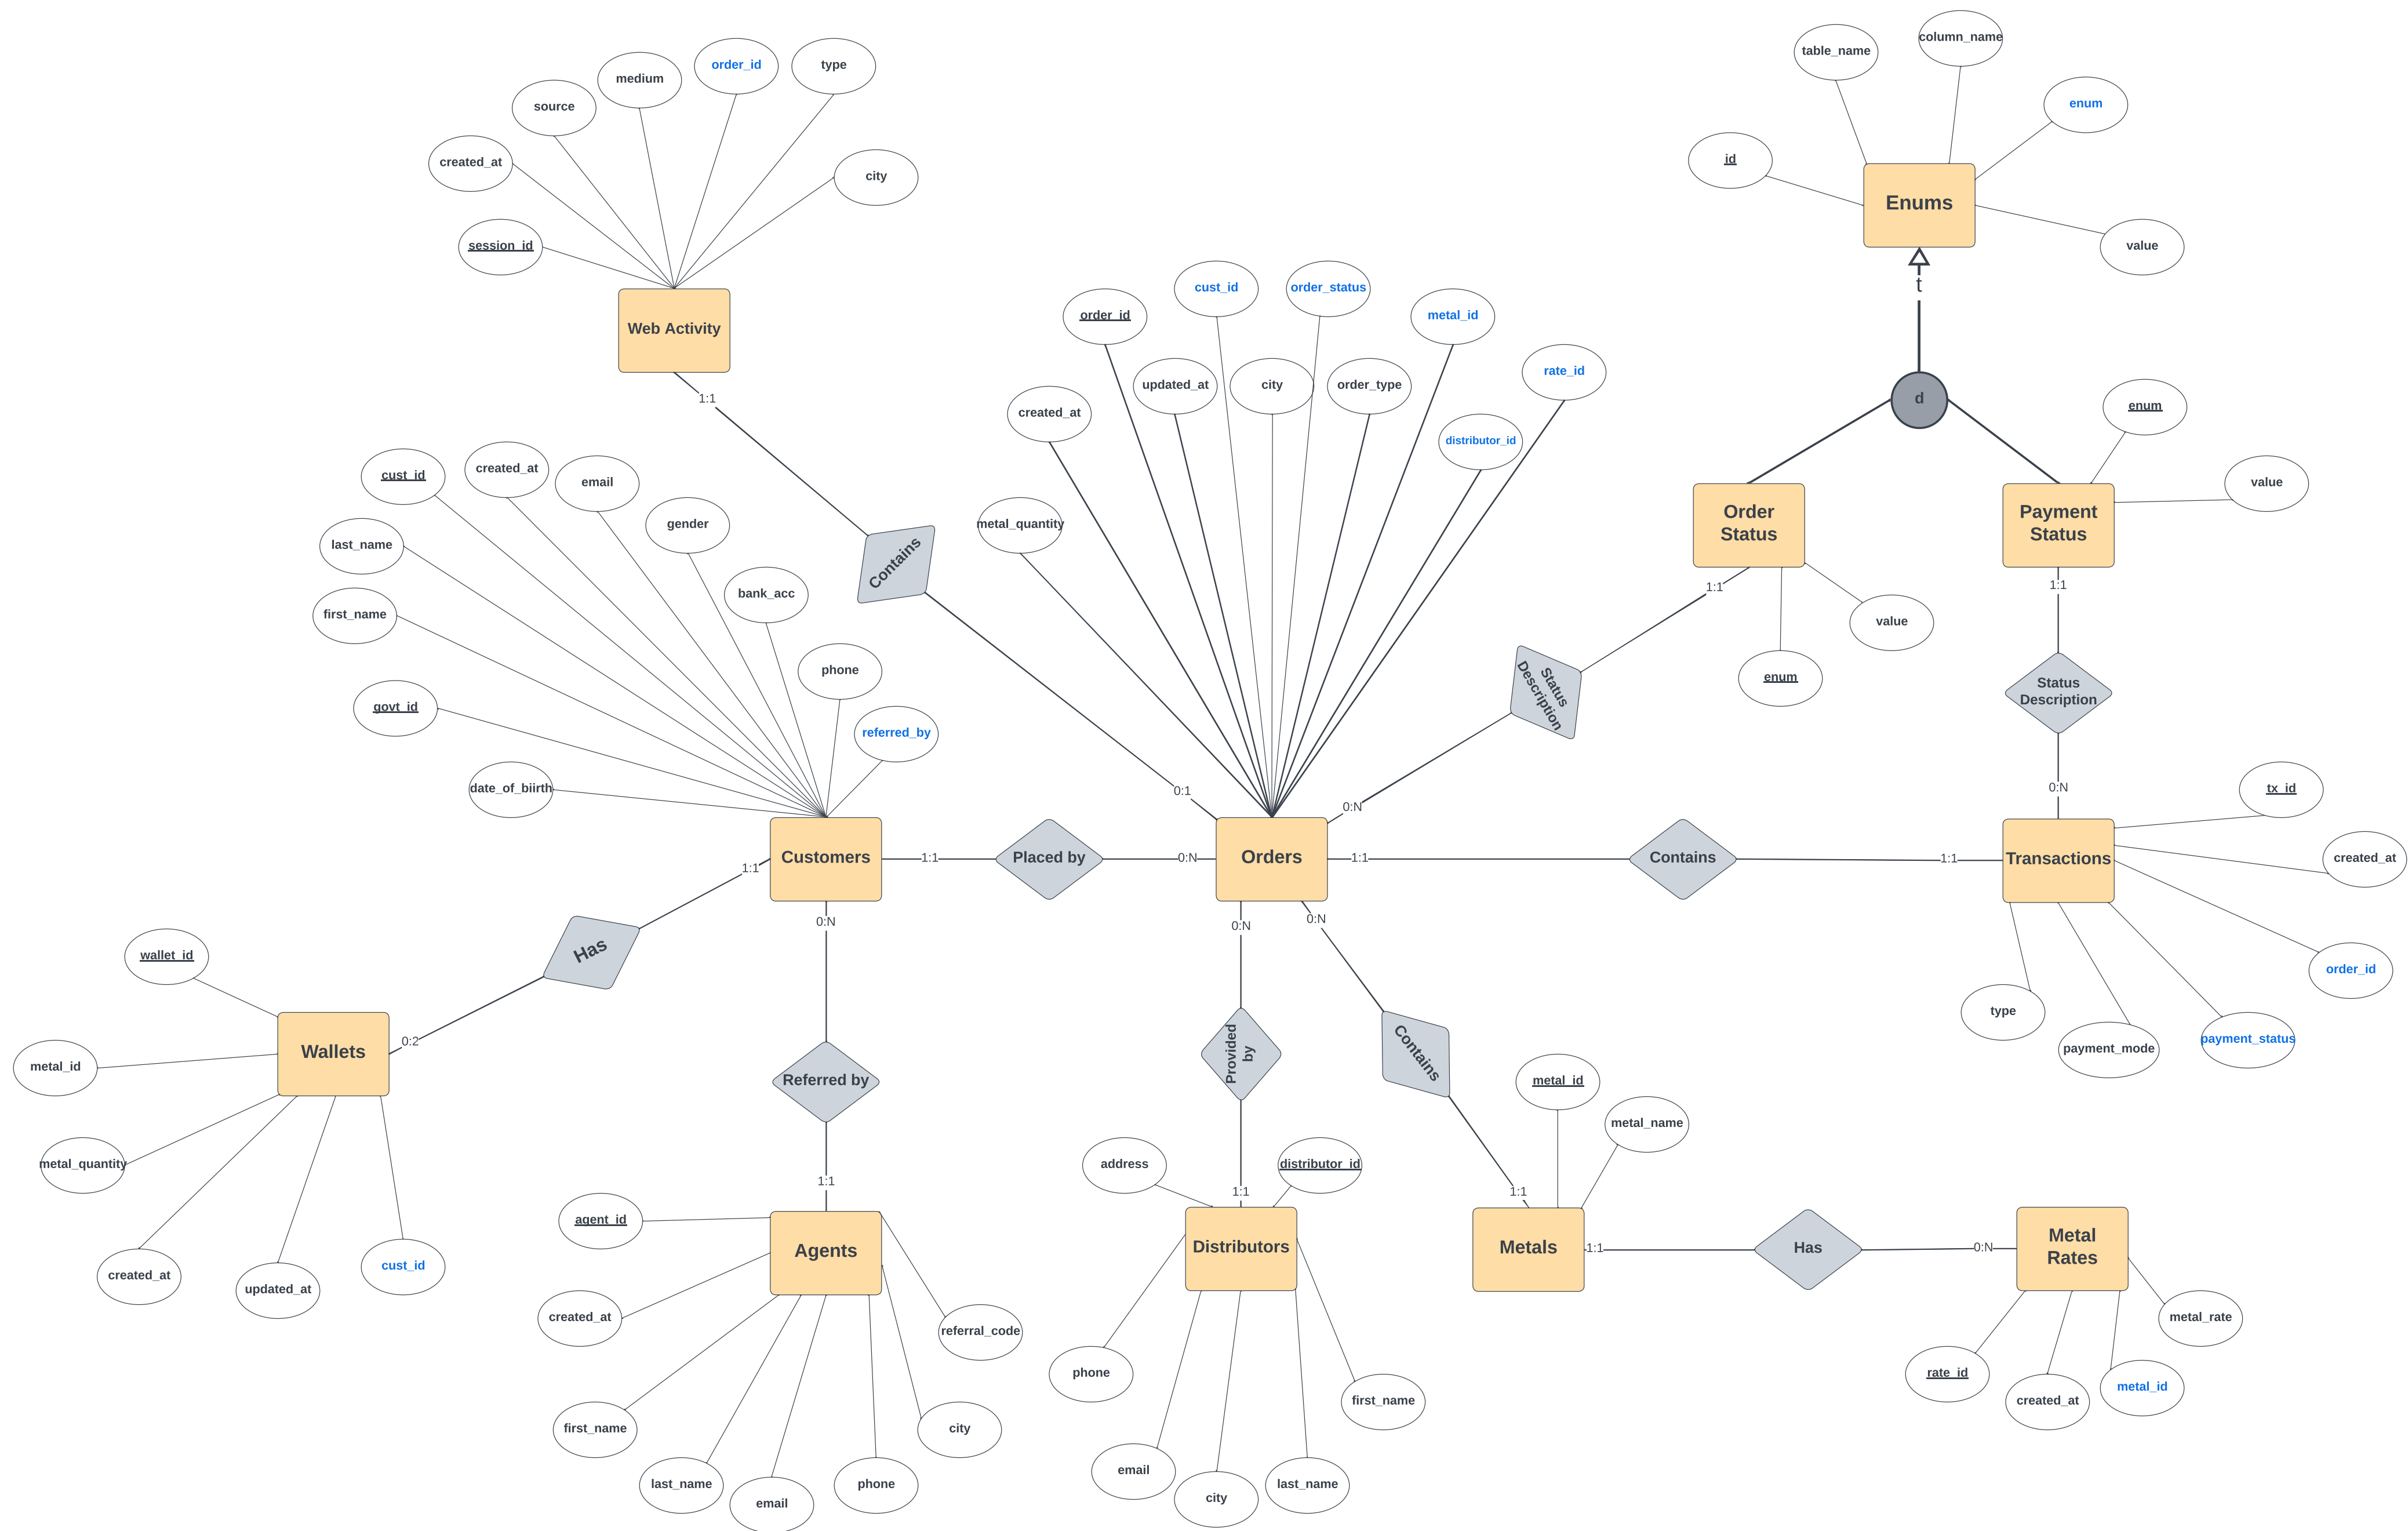 column_name
table_name
order_id
type
medium
source
enum
created_at
id
city
Enums
session_id
value
t
cust_id
order_status
order_id
metal_id
Web Activity
rate_id
updated_at
city
order_type
1:1
d
enum
created_at
distributor_id
created_at
cust_id
email
value
gender
metal_quantity
Order
Status
Payment
Status
last_name
Contains
1:1
1:1
bank_acc
first_name
value
phone
enum
Status
Description
Status
Description
govt_id
referred_by
date_of_biirth
0:1
0:N
0:N
tx_id
Customers
1:1
Placed by
0:N
Orders
1:1
Contains
1:1
Transactions
created_at
1:1
0:N
0:N
0:N
Has
wallet_id
order_id
type
payment_mode
payment_status
0:2
Wallets
metal_id
Provided
by
Contains
Referred by
metal_id
metal_name
metal_quantity
address
distributor_id
1:1
1:1
1:1
agent_id
Agents
Distributors
Metals
1:1
Has
0:N
Metal
Rates
cust_id
created_at
updated_at
created_at
referral_code
metal_rate
phone
rate_id
metal_id
first_name
created_at
first_name
city
email
last_name
phone
last_name
city
email